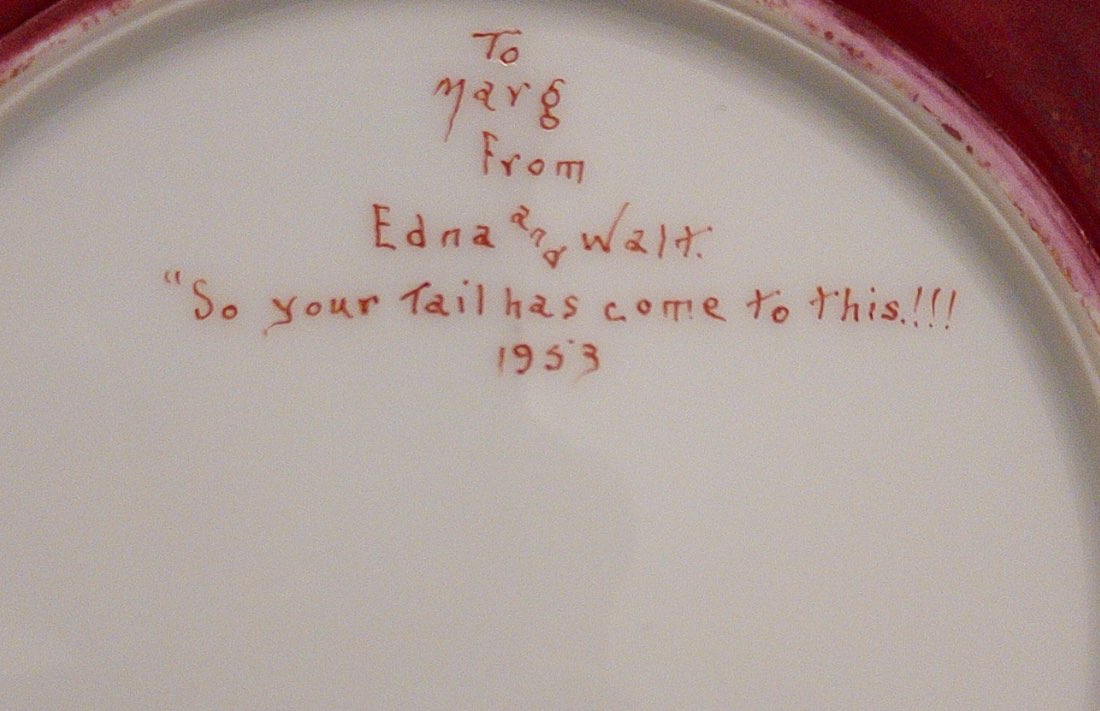 To
Marg
From
Edna and Walt.
"So your Tail has come to this.!!!
1953